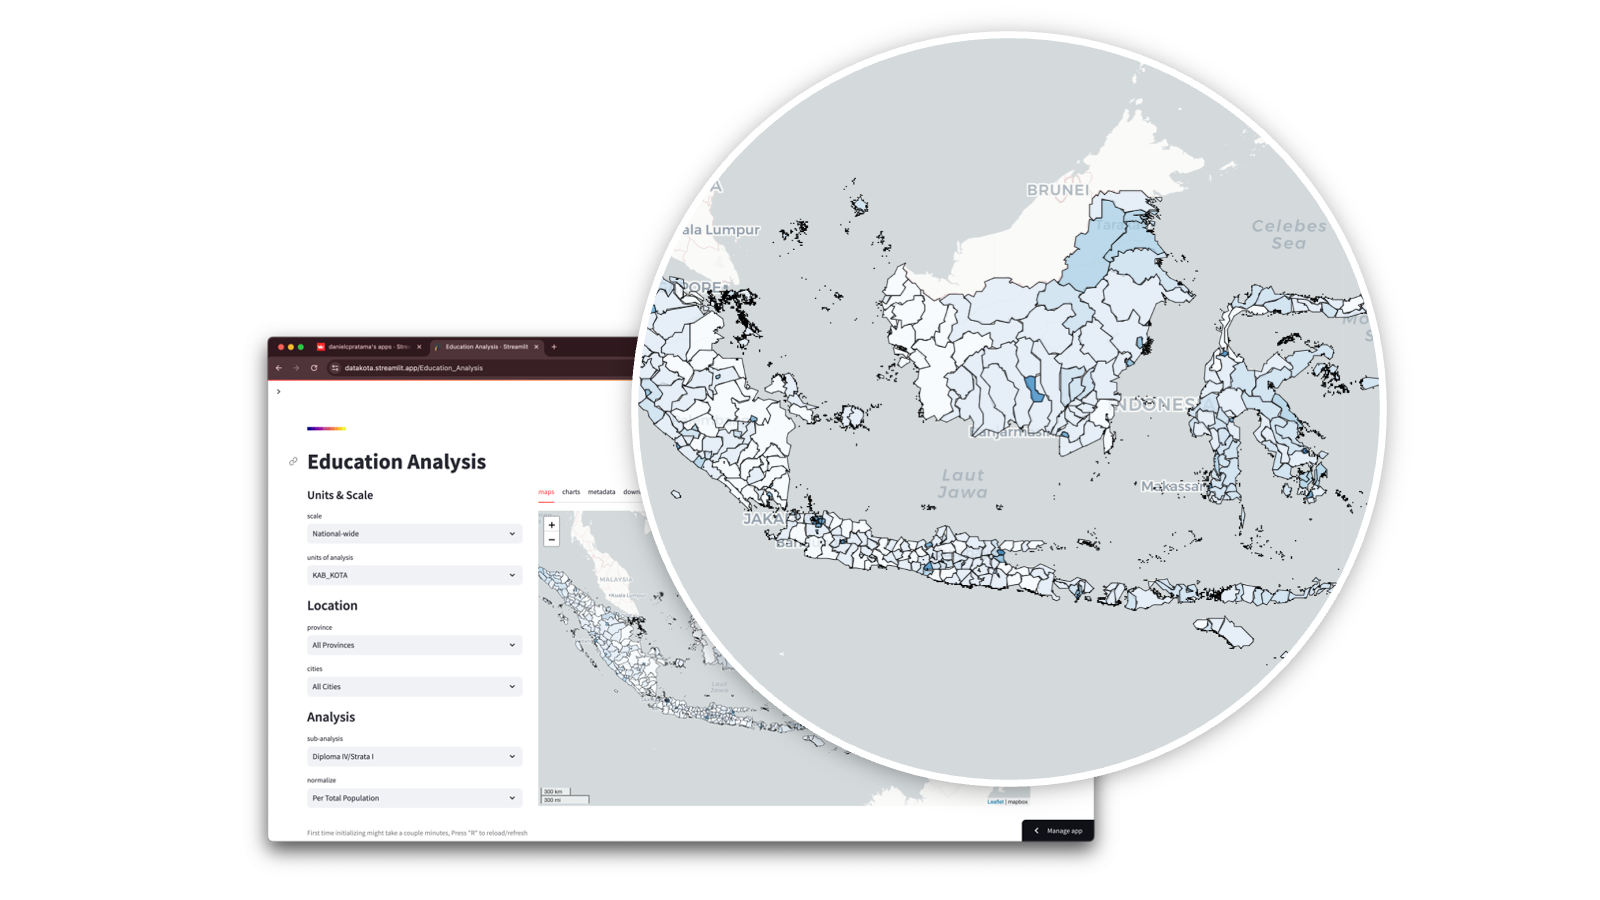 danielcpratama's apps · Stre
Education Analysis · Streamlit
datakota.streamlit.app/Education_Analysis
Education Analysis
Units & Scale
scale
National-wide
units of analysis
KAB_KOTA
Location
province
All Provinces
cities
All Cities
Analysis
sub-analysis
Diploma IV/Strata I
normalize
Per Total Population
First time initializing might take a couple minutes, Press "R" to reload/refresh
maps charts metadata down
+
−
MALAYSIA
Kuala Lumpur
Laut
Jawa
300 km
300 mi
Leaflet | mapbox
Manage app
A
BRUNEI
ala Lumpur
PORE
Celebes
Sea
Tara
Mo
S
INDONESIA
Banjarmasin
Laut
Jawa
Makassar
JAKA
Ban